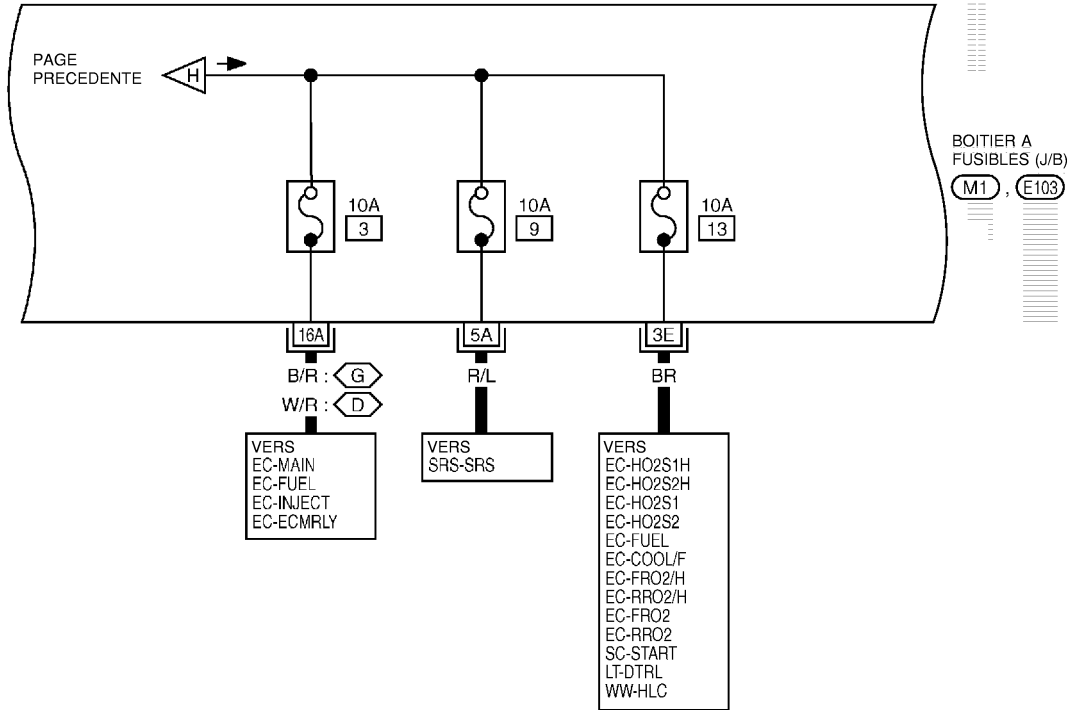 PAGE
PRECEDENTE
H
BOITIER A
FUSIBLES (J/B)
M1 , E103
10A
3
10A
9
10A
13
16A
5A
3E
B/R : G
W/R : D
R/L
BR
VERS
EC-MAIN
EC-FUEL
EC-INJECT
EC-ECMRLY
VERS
SRS-SRS
VERS
EC-HO2S1H
EC-HO2S2H
EC-HO2S1
EC-HO2S2
EC-FUEL
EC-COOL/F
EC-FRO2/H
EC-RRO2/H
EC-FRO2
EC-RRO2
SC-START
LT-DTRL
WW-HLC